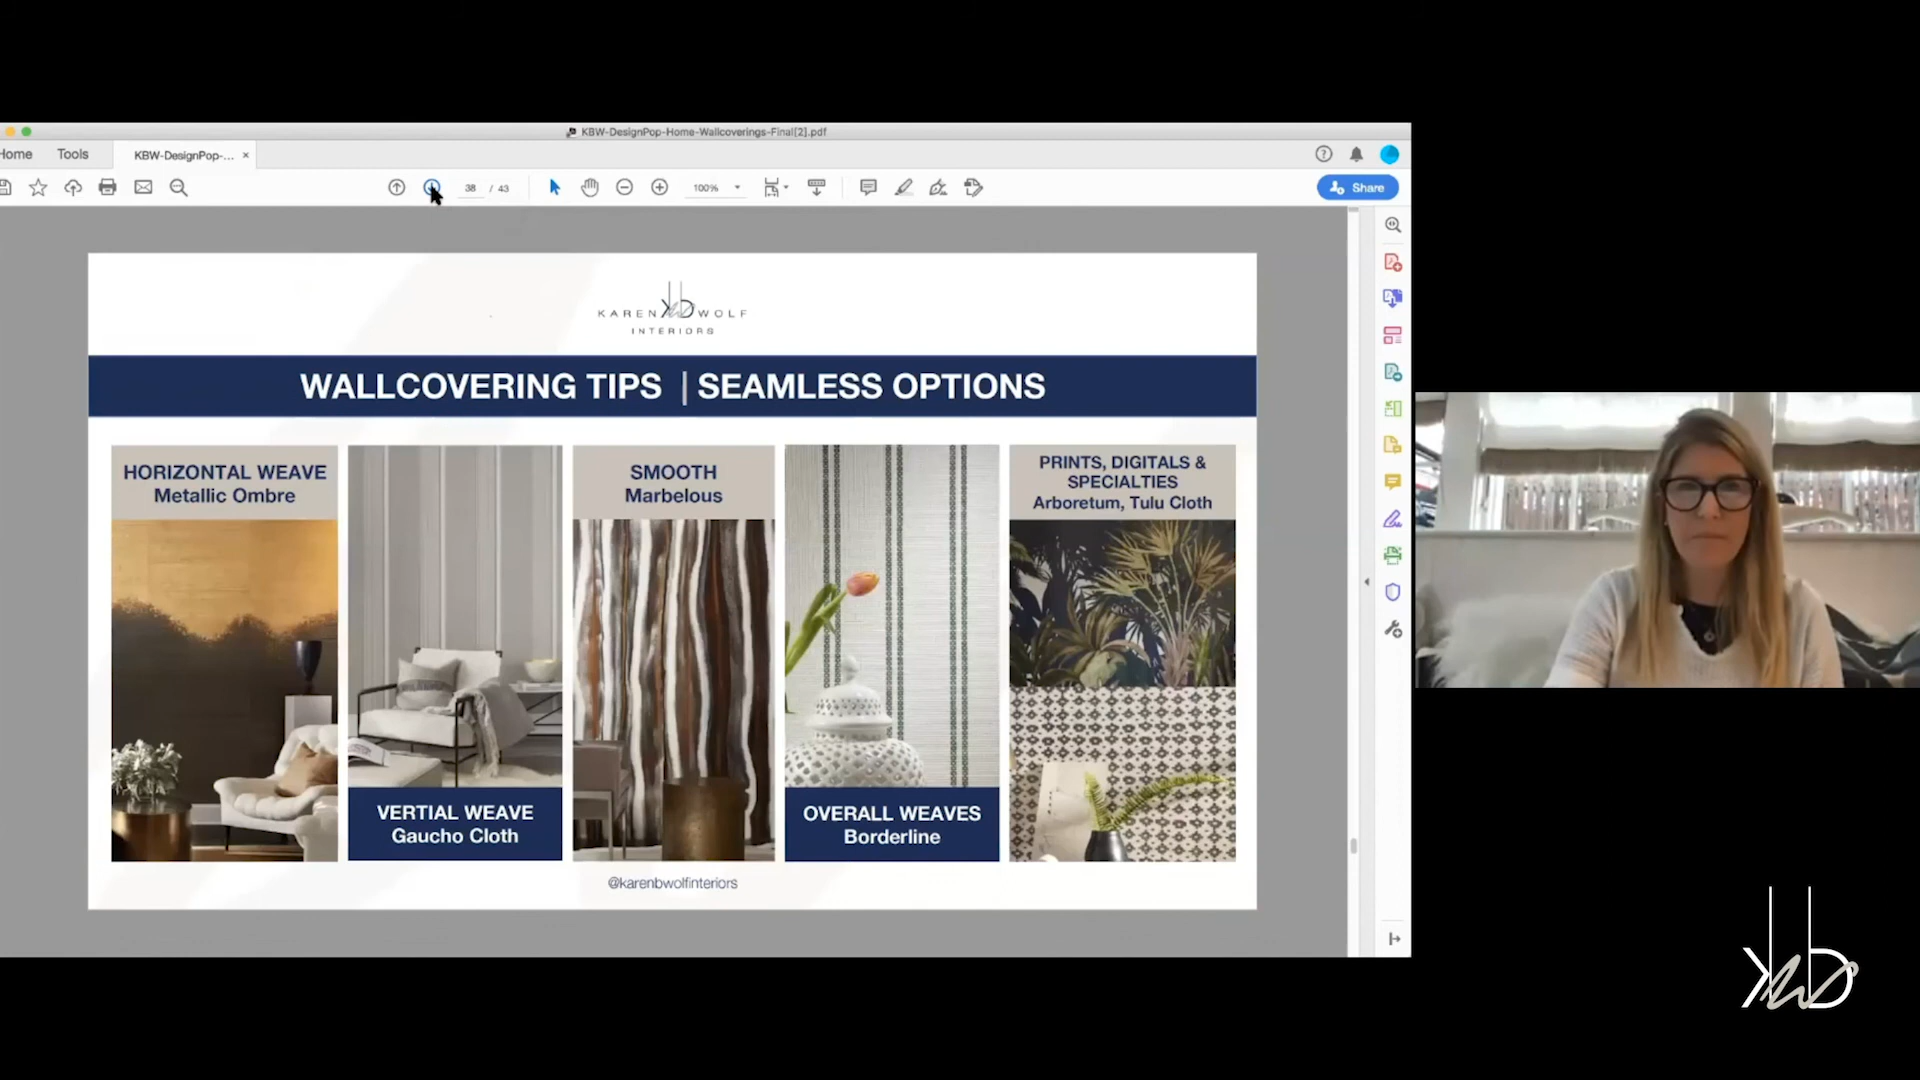 KBW-DesignPop-Home-Wallcoverings-Final[2].pdf
Home
Tools
KBW-DesignPop-...
38 / 43
100%
Share
KAREN WOLF
INTERIORS
WALLCOVERING TIPS | SEAMLESS OPTIONS
HORIZONTAL WEAVE
Metallic Ombre
VERTIAL WEAVE
Gaucho Cloth
SMOOTH
Marbelous
OVERALL WEAVES
Borderline
PRINTS, DIGITALS &
SPECIALTIES
Arboretum, Tulu Cloth
@karenbwolfinteriors